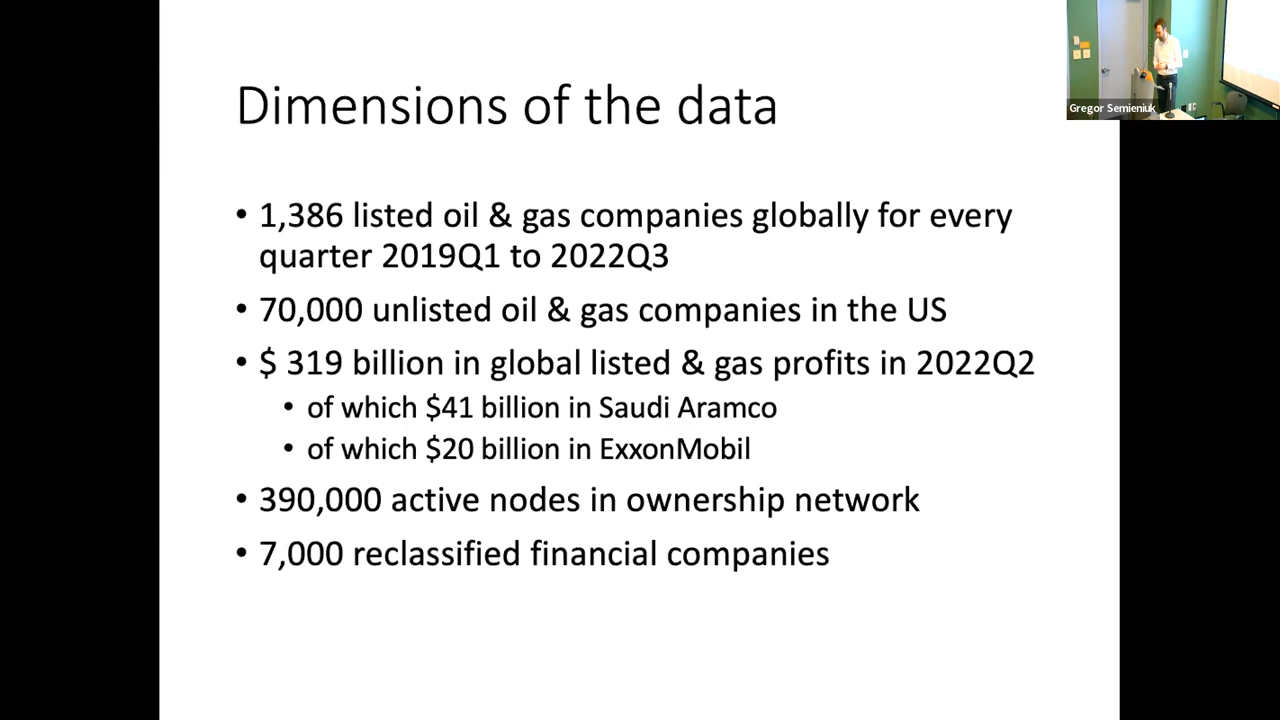 Dimensions of the data
Gregor Semieniuk
• 1,386 listed oil & gas companies globally for every
quarter 2019Q1 to 2022Q3
• 70,000 unlisted oil & gas companies in the US
• $ 319 billion in global listed & gas profits in 2022Q2
• of which $41 billion in Saudi Aramco
• of which $20 billion in ExxonMobil
• 390,000 active nodes in ownership network
• 7,000 reclassified financial companies